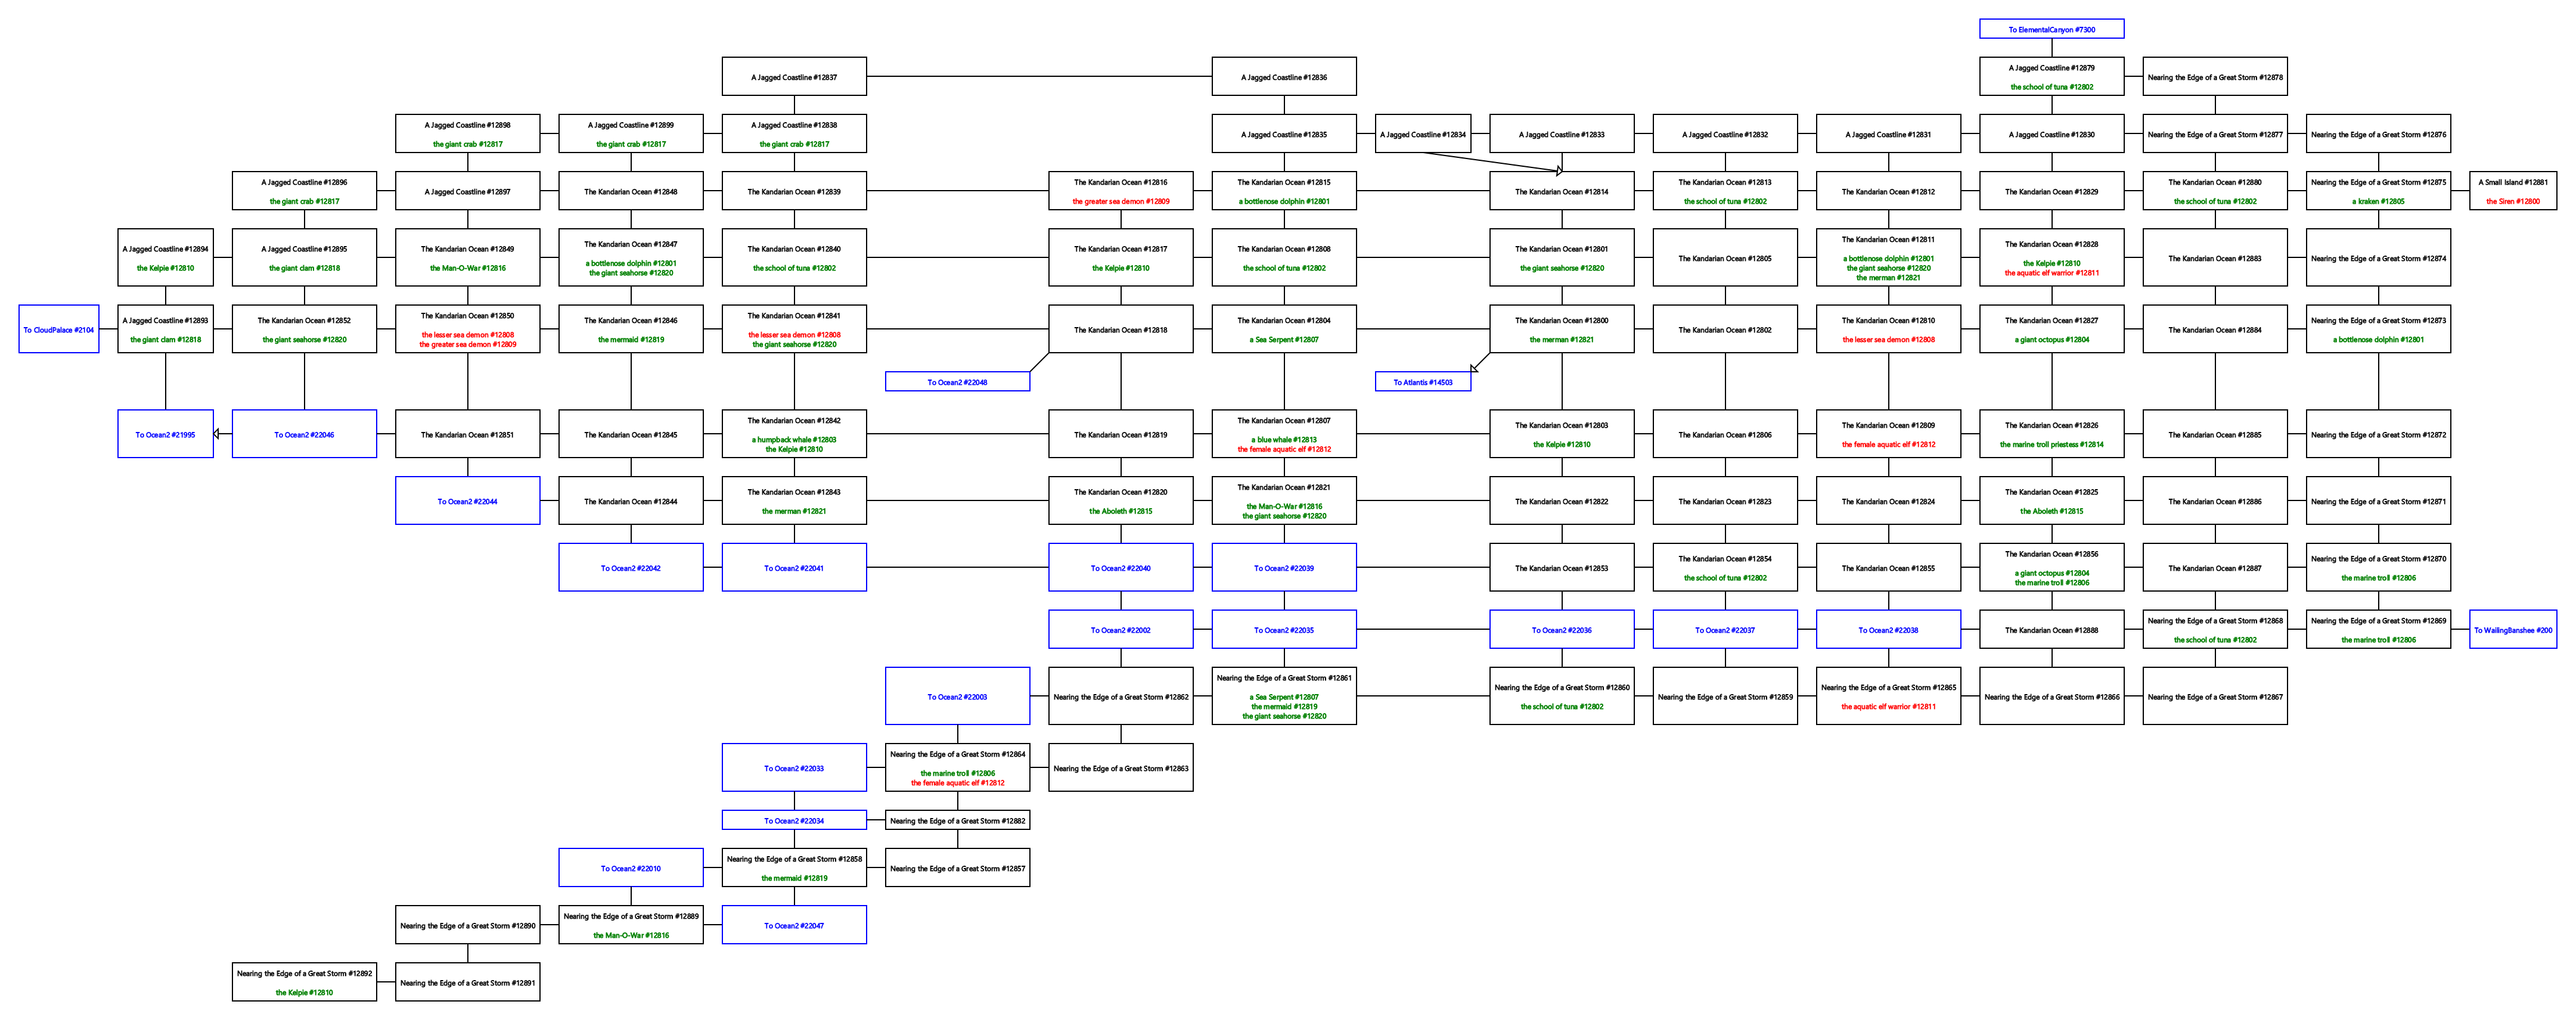 To ElementalCanyon #7300
A Jagged Coastline #12837
A Jagged Coastline #12836
A Jagged Coastline #12879
the school of tuna #12802
Nearing the Edge of a Great Storm #12878
A Jagged Coastline #12898
the giant crab #12817
A Jagged Coastline #12899
the giant crab #12817
A Jagged Coastline #12838
the giant crab #12817
A Jagged Coastline #12835
A Jagged Coastline #12834
A Jagged Coastline #12833
A Jagged Coastline #12832
A Jagged Coastline #12831
A Jagged Coastline #12830
Nearing the Edge of a Great Storm #12877
Nearing the Edge of a Great Storm #12876
A Jagged Coastline #12896
the giant crab #12817
A Jagged Coastline #12897
The Kandarian Ocean #12848
The Kandarian Ocean #12839
The Kandarian Ocean #12816
the greater sea demon #12809
The Kandarian Ocean #12815
a bottlenose dolphin #12801
The Kandarian Ocean #12814
The Kandarian Ocean #12813
the school of tuna #12802
The Kandarian Ocean #12812
The Kandarian Ocean #12829
The Kandarian Ocean #12880
the school of tuna #12802
Nearing the Edge of a Great Storm #12875
a kraken #12805
A Small Island #12881
the Siren #12800
A Jagged Coastline #12894
the Kelpie #12810
A Jagged Coastline #12895
the giant clam #12818
The Kandarian Ocean #12849
the Man-O-War #12816
The Kandarian Ocean #12847
a bottlenose dolphin #12801
the giant seahorse #12820
The Kandarian Ocean #12840
the school of tuna #12802
The Kandarian Ocean #12817
the Kelpie #12810
The Kandarian Ocean #12808
the school of tuna #12802
The Kandarian Ocean #12801
the giant seahorse #12820
The Kandarian Ocean #12805
The Kandarian Ocean #12811
a bottlenose dolphin #12801
the giant seahorse #12820
the merman #12821
The Kandarian Ocean #12828
the Kelpie #12810
the aquatic elf warrior #12811
The Kandarian Ocean #12883
Nearing the Edge of a Great Storm #12874
To CloudPalace #2104
A Jagged Coastline #12893
the giant clam #12818
The Kandarian Ocean #12852
the giant seahorse #12820
The Kandarian Ocean #12850
the lesser sea demon #12808
the greater sea demon #12809
The Kandarian Ocean #12846
the mermaid #12819
The Kandarian Ocean #12841
the lesser sea demon #12808
the giant seahorse #12820
The Kandarian Ocean #12818
The Kandarian Ocean #12804
a Sea Serpent #12807
The Kandarian Ocean #12800
the merman #12821
The Kandarian Ocean #12802
The Kandarian Ocean #12810
the lesser sea demon #12808
The Kandarian Ocean #12827
a giant octopus #12804
The Kandarian Ocean #12884
Nearing the Edge of a Great Storm #12873
a bottlenose dolphin #12801
To Ocean2 #22048
To Atlantis #14503
To Ocean2 #21995
To Ocean2 #22046
The Kandarian Ocean #12851
The Kandarian Ocean #12845
The Kandarian Ocean #12842
a humpback whale #12803
the Kelpie #12810
The Kandarian Ocean #12819
The Kandarian Ocean #12807
a blue whale #12813
the female aquatic elf #12812
The Kandarian Ocean #12803
the Kelpie #12810
The Kandarian Ocean #12806
The Kandarian Ocean #12809
the female aquatic elf #12812
The Kandarian Ocean #12826
the marine troll priestess #12814
The Kandarian Ocean #12885
Nearing the Edge of a Great Storm #12872
To Ocean2 #22044
The Kandarian Ocean #12844
The Kandarian Ocean #12843
the merman #12821
The Kandarian Ocean #12820
the Aboleth #12815
The Kandarian Ocean #12821
the Man-O-War #12816
the giant seahorse #12820
The Kandarian Ocean #12822
The Kandarian Ocean #12823
The Kandarian Ocean #12824
The Kandarian Ocean #12825
the Aboleth #12815
The Kandarian Ocean #12886
Nearing the Edge of a Great Storm #12871
To Ocean2 #22042
To Ocean2 #22041
To Ocean2 #22040
To Ocean2 #22039
The Kandarian Ocean #12853
The Kandarian Ocean #12854
the school of tuna #12802
The Kandarian Ocean #12855
The Kandarian Ocean #12856
a giant octopus #12804
the marine troll #12806
The Kandarian Ocean #12887
Nearing the Edge of a Great Storm #12870
the marine troll #12806
To Ocean2 #22002
To Ocean2 #22035
To Ocean2 #22036
To Ocean2 #22037
To Ocean2 #22038
The Kandarian Ocean #12888
Nearing the Edge of a Great Storm #12868
the school of tuna #12802
Nearing the Edge of a Great Storm #12869
the marine troll #12806
To WailingBanshee #200
To Ocean2 #22003
Nearing the Edge of a Great Storm #12862
Nearing the Edge of a Great Storm #12861
a Sea Serpent #12807
the mermaid #12819
the giant seahorse #12820
Nearing the Edge of a Great Storm #12860
the school of tuna #12802
Nearing the Edge of a Great Storm #12859
Nearing the Edge of a Great Storm #12865
the aquatic elf warrior #12811
Nearing the Edge of a Great Storm #12866
Nearing the Edge of a Great Storm #12867
To Ocean2 #22033
Nearing the Edge of a Great Storm #12864
the marine troll #12806
the female aquatic elf #12812
Nearing the Edge of a Great Storm #12863
To Ocean2 #22034
Nearing the Edge of a Great Storm #12882
To Ocean2 #22010
Nearing the Edge of a Great Storm #12858
the mermaid #12819
Nearing the Edge of a Great Storm #12857
Nearing the Edge of a Great Storm #12890
Nearing the Edge of a Great Storm #12889
the Man-O-War #12816
To Ocean2 #22047
Nearing the Edge of a Great Storm #12892
the Kelpie #12810
Nearing the Edge of a Great Storm #12891